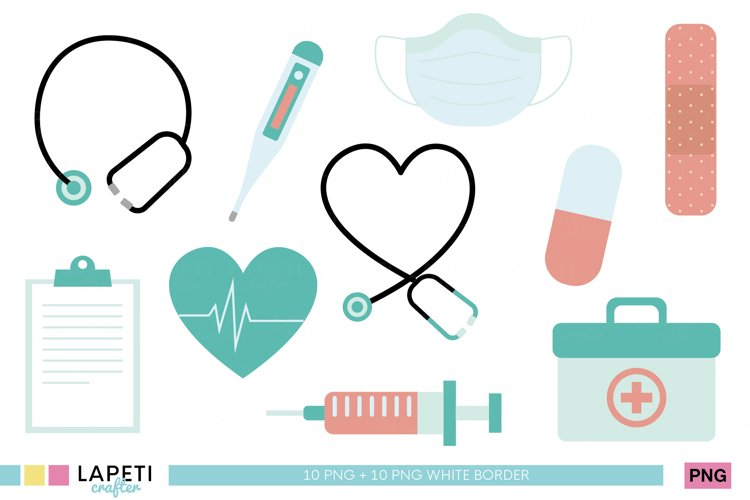 LAPETI
crafter
10 PNG + 10 PNG WHITE BORDER
PNG